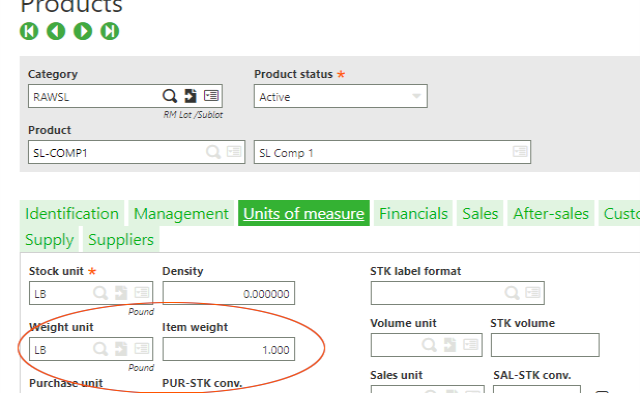 Products
Category Product status *
RAWSL Active
RM Lot /Sublot
Product
SL-COMP1 SL Comp 1
Identification Management Units of measure Financials Sales After-sales Custo
Supply Suppliers
Stock unit * Density STK label format
LB 0.000000
Pound
Weight unit Item weight Volume unit STK volume
LB 1.000
Pound
Purchase unit PUR-STK conv. Sales unit SAL-STK conv.